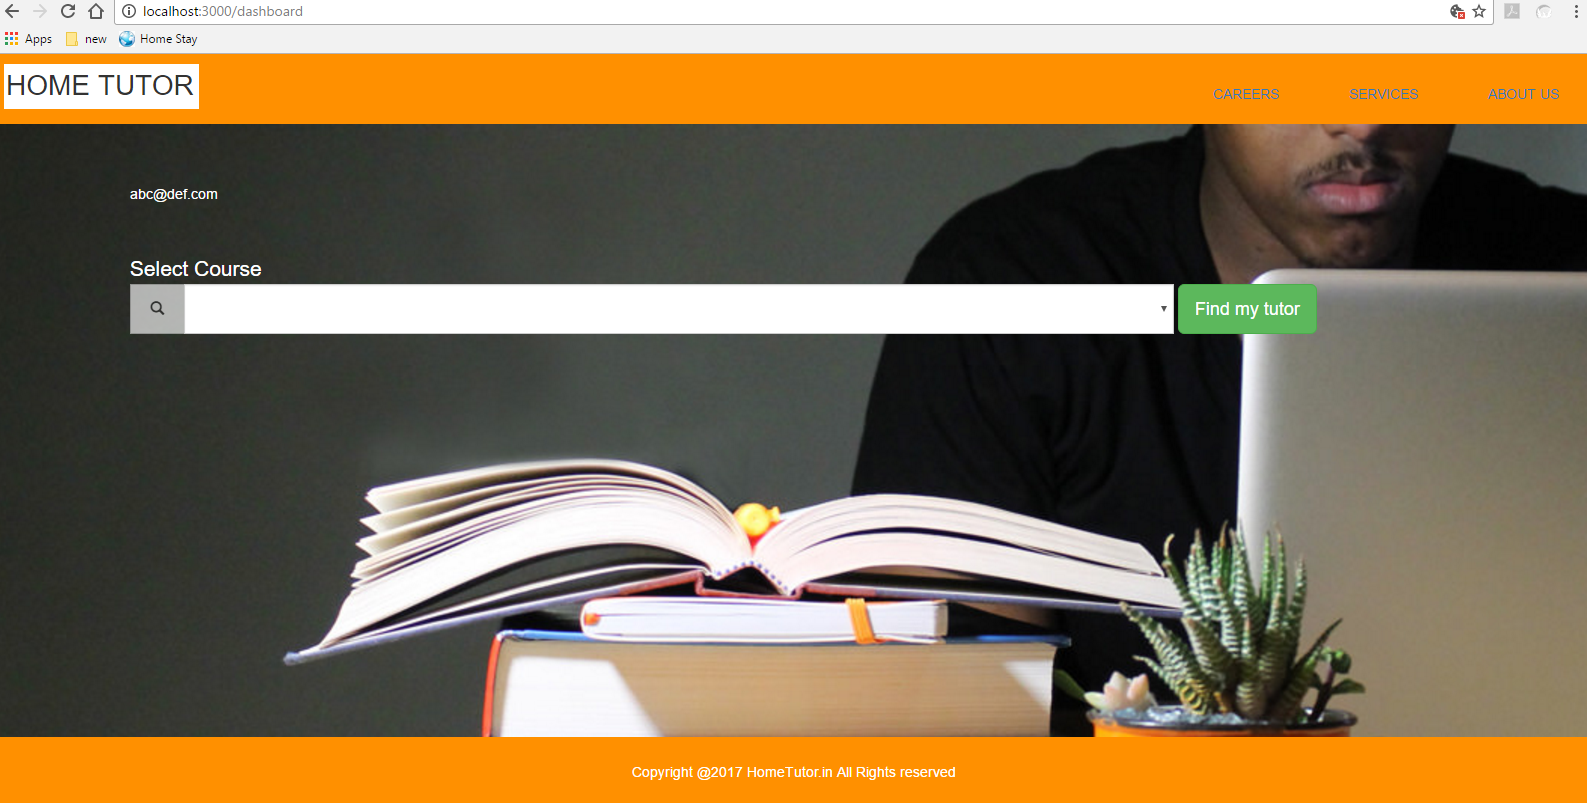 localhost:3000/dashboard
Apps new Home Stay
HOME TUTOR
CAREERS SERVICES ABOUT US
abc@def.com
Select Course
Find my tutor
Copyright @2017 HomeTutor.in All Rights reserved